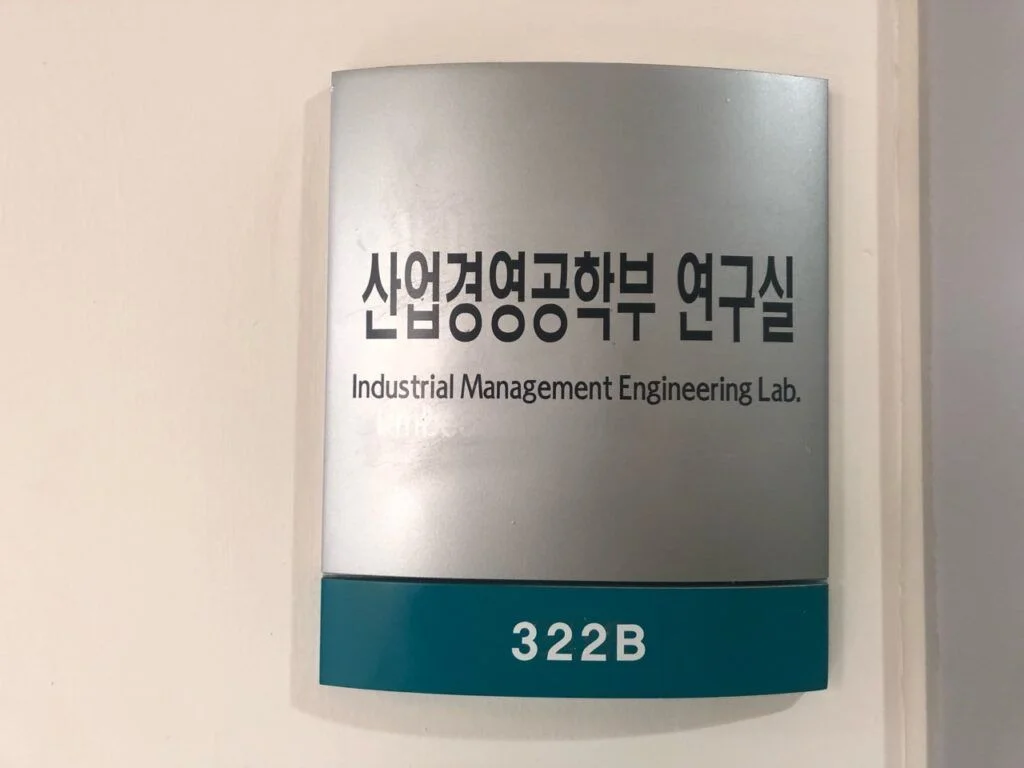 산업경영공학부 연구실
Industrial Management Engineering Lab.
322B